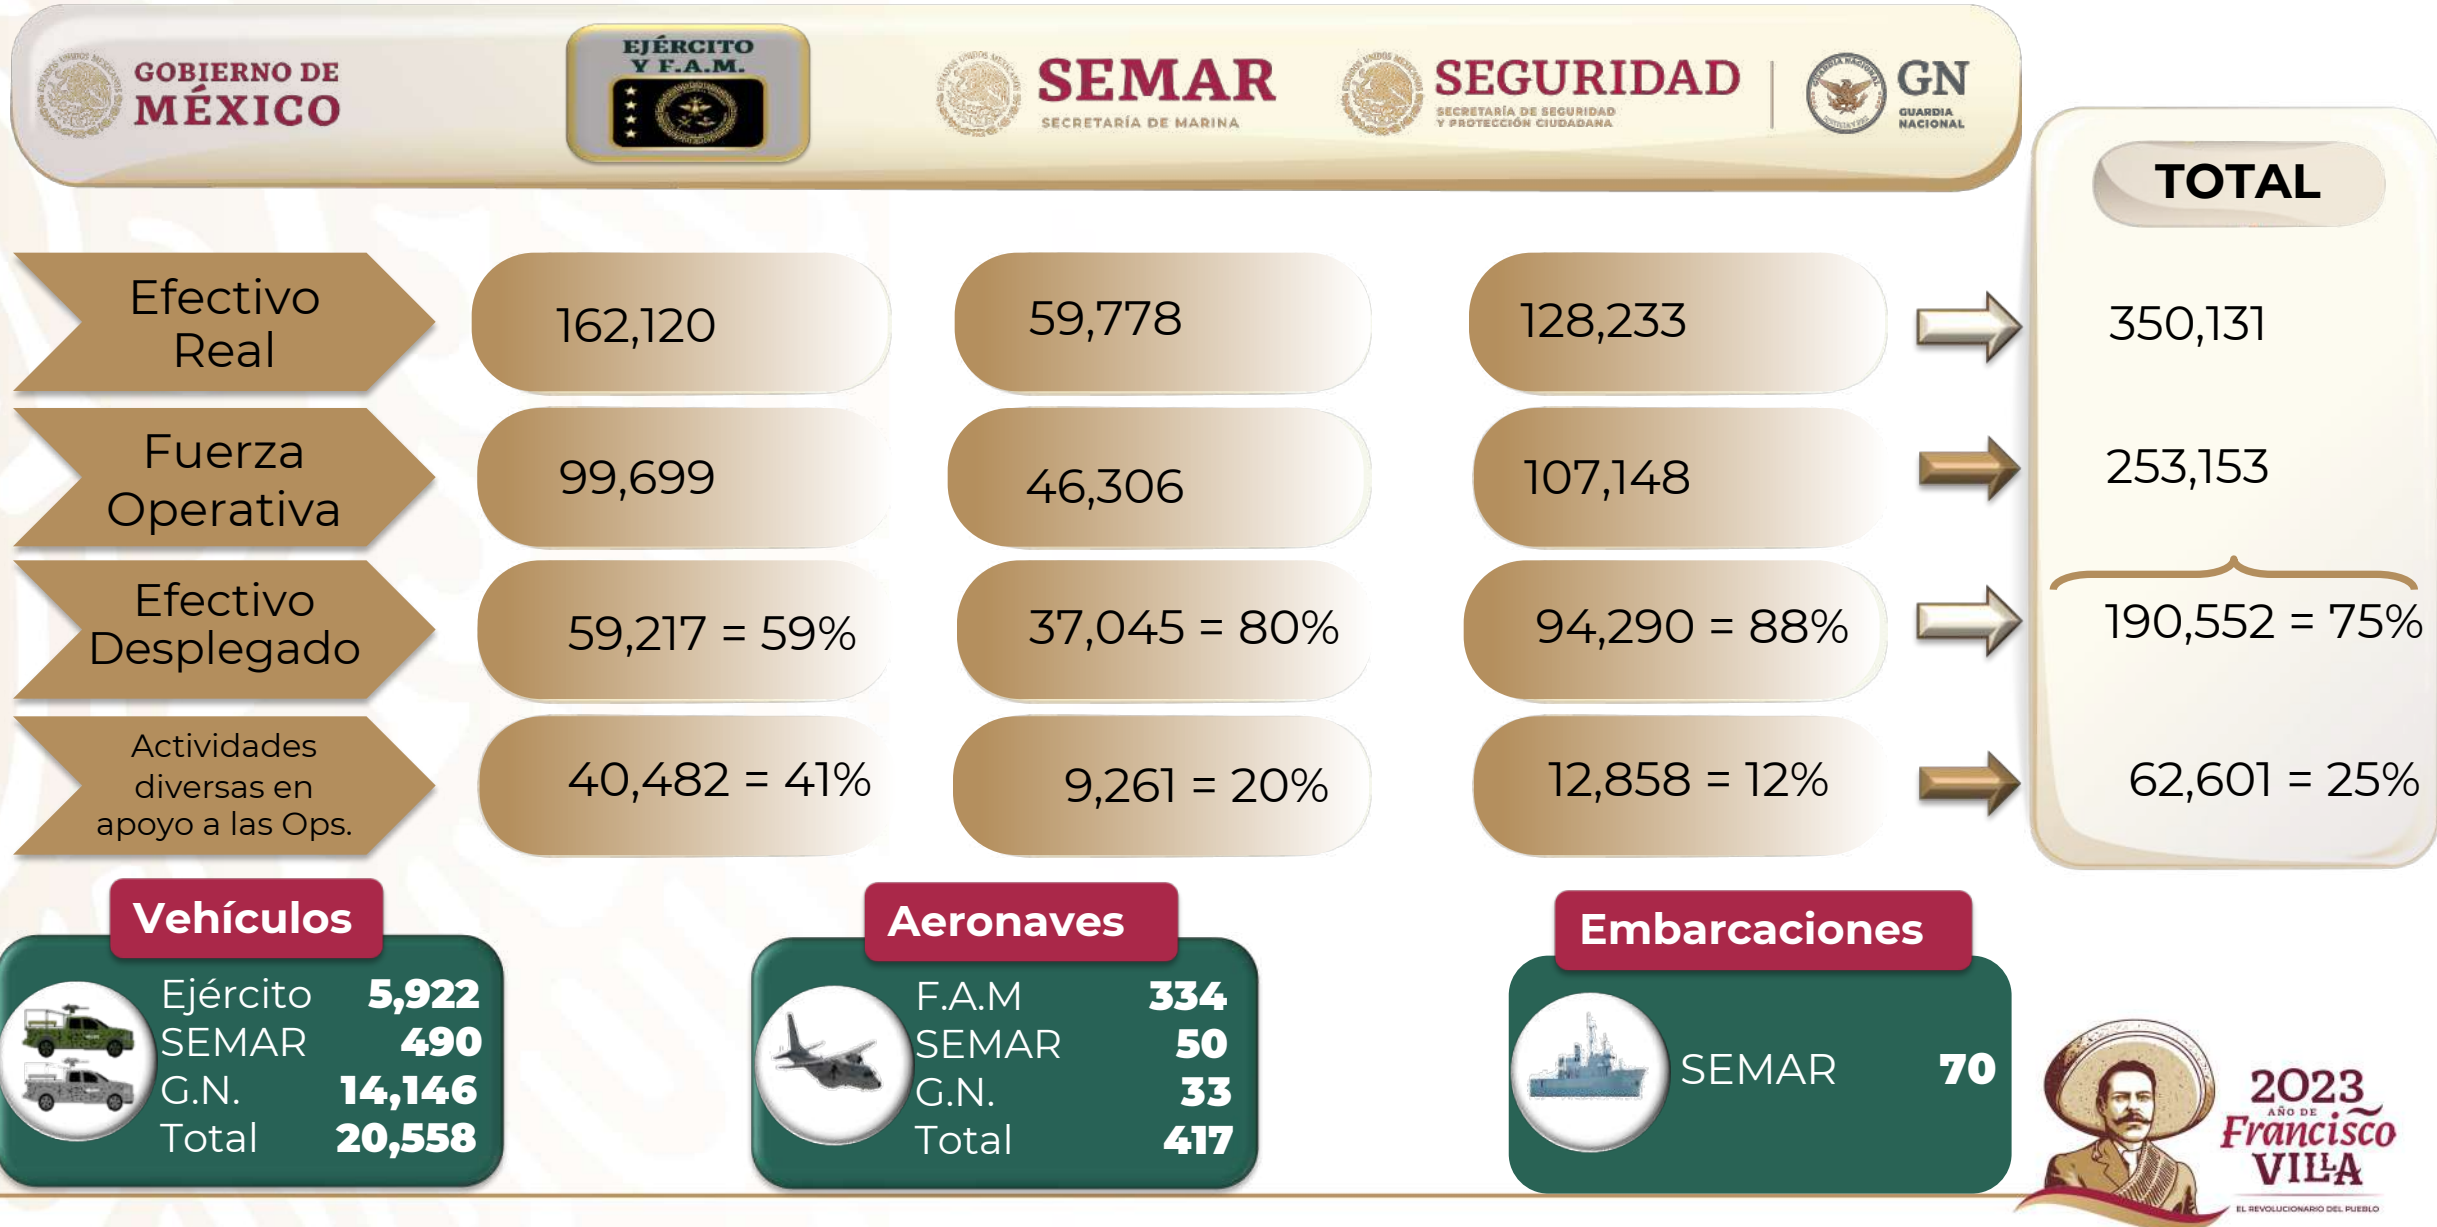 GOBIERNO DE
MÉXICO
EJÉRCITO
Y F.A.M.
SEMAR
SECRETARÍA DE MARINA
SEGURIDAD
SECRETARÍA DE SEGURIDAD
Y PROTECCIÓN CIUDADANA
GN
GUARDIA
NACIONAL
TOTAL
Efectivo
Real
162,120
59,778
128,233
350,131
Fuerza
Operativa
99,699
46,306
107,148
253,153
Efectivo
Desplegado
59,217 = 59%
37,045 = 80%
94,290 = 88%
190,552 = 75%
Actividades
diversas en
apoyo a las Ops.
40,482 = 41%
9,261 = 20%
12,858 = 12%
62,601 = 25%
Vehículos
Ejército 5,922
SEMAR 490
G.N. 14,146
Total 20,558
Aeronaves
F.A.M 334
SEMAR 50
G.N. 33
Total 417
Embarcaciones
SEMAR 70
2023
AÑO DE
Francisco
VILLA
EL REVOLUCIONARIO DEL PUEBLO